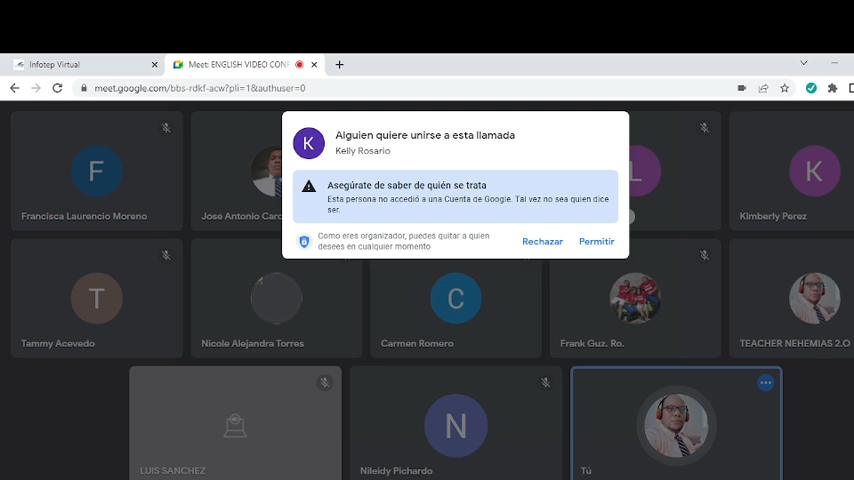 Infotep Virtual
Meet: ENGLISH VIDEO CONF
meet.google.com/bbs-rdkf-acw?pli=1&authuser=0
K
Alguien quiere unirse a esta llamada
Kelly Rosario
Asegúrate de saber de quién se trata
Esta persona no accedió a una Cuenta de Google. Tal vez no sea quien dice
ser.
Como eres organizador, puedes quitar a quien
desees en cualquier momento
Rechazar
Permitir
F
L
K
Francisca Laurencio Moreno
Jose Antonio
Kimberly Perez
T
C
Tammy Acevedo
Nicole Alejandra Torres
Carmen Romero
Frank Guz. Ro.
TEACHER NEHEMIAS 2.O
N
LUIS SANCHEZ
Nileidy Pichardo
Tú